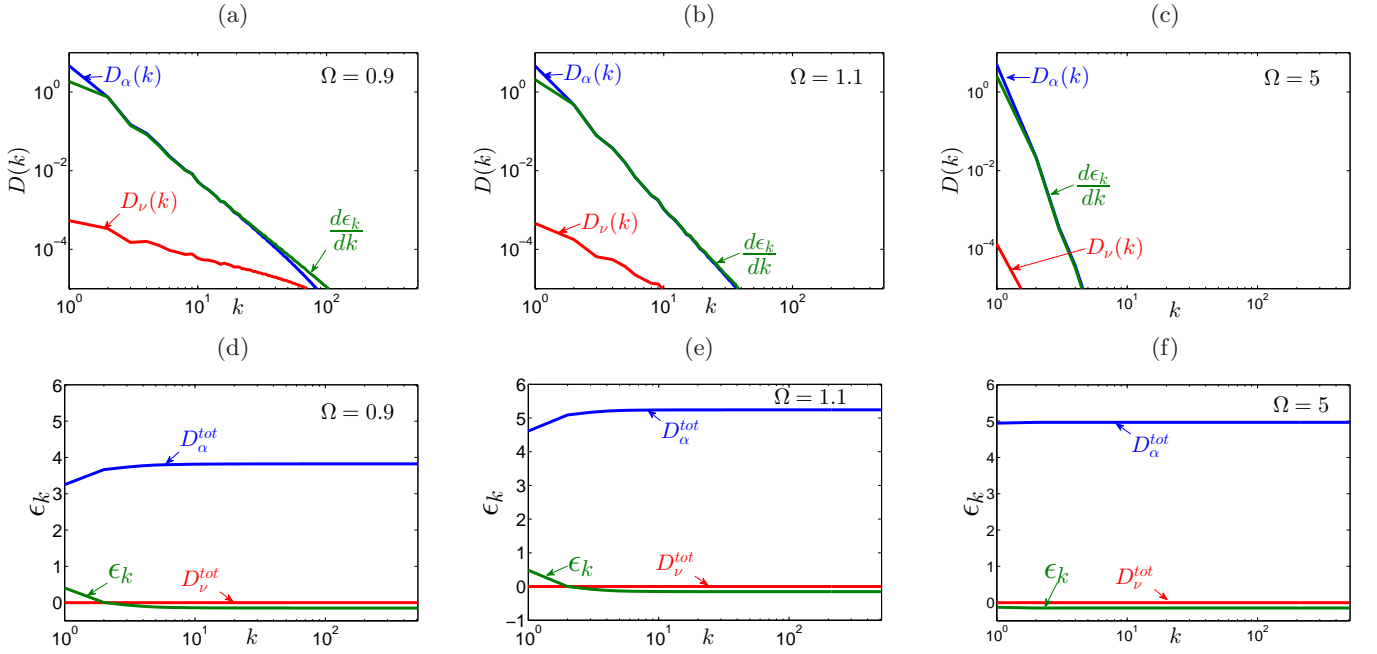 (a)
(b)
(c)
D(k)
10^0
10^{-2}
10^{-4}
D_α(k)
Ω = 0.9
D_ν(k)
dϵ_k/dk
10^0
10^1
10^2
k
D(k)
10^0
10^{-2}
10^{-4}
D_α(k)
Ω = 1.1
D_ν(k)
dϵ_k/dk
10^0
10^1
10^2
k
D(k)
10^0
10^{-2}
10^{-4}
D_α(k)
Ω = 5
dϵ_k/dk
D_ν(k)
10^0
10^1
10^2
k
(d)
(e)
(f)
ϵ_k
6
5
4
3
2
1
0
Ω = 0.9
D_α^{tot}
ϵ_k
D_ν^{tot}
10^0
10^1
10^2
k
ϵ_k
6
5
4
3
2
1
0
−1
Ω = 1.1
D_α^{tot}
ϵ_k
D_ν^{tot}
10^0
10^1
10^2
k
ϵ_k
6
5
4
3
2
1
0
Ω = 5
D_α^{tot}
ϵ_k
D_ν^{tot}
10^0
10^1
10^2
k